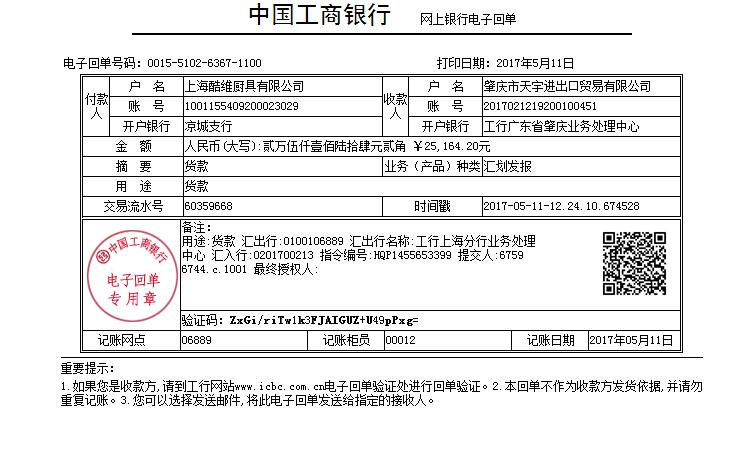 中国工商银行 网上银行电子回单
电子回单号码：0015-5102-6367-1100 打印日期：2017年5月11日
付款人 户 名 上海酷维厨具有限公司 收款人 户 名 肇庆市天宇进出口贸易有限公司
账 号 1001155409200023029 账 号 2017021219200100451
开户银行 凉城支行 开户银行 工行广东省肇庆业务处理中心
金 额 人民币(大写):贰万伍仟壹佰陆拾肆元贰角 ¥25,164.20元
摘 要 货款 业务（产品）种类 汇划发报
用 途 货款
交易流水号 60359668 时间戳 2017-05-11-12.24.10.674528
中国工商银行
电子回单
专用章
备注：
用途:货款 汇出行:0100106889 汇出行名称:工行上海分行业务处理
中心 汇入行:0201700213 指令编号:HQP1455653399 提交人:6759
6744.c.1001 最终授权人:
验证码：ZxGi/riTw1k3FJAIGUZ+U49pPxg=
记账网点 06889 记账柜员 00012 记账日期 2017年05月11日
重要提示：
1.如果您是收款方,请到工行网站www.icbc.com.cn电子回单验证处进行回单验证。2.本回单不作为收款方发货依据,并请勿
重复记账。3.您可以选择发送邮件,将此电子回单发送给指定的接收人。